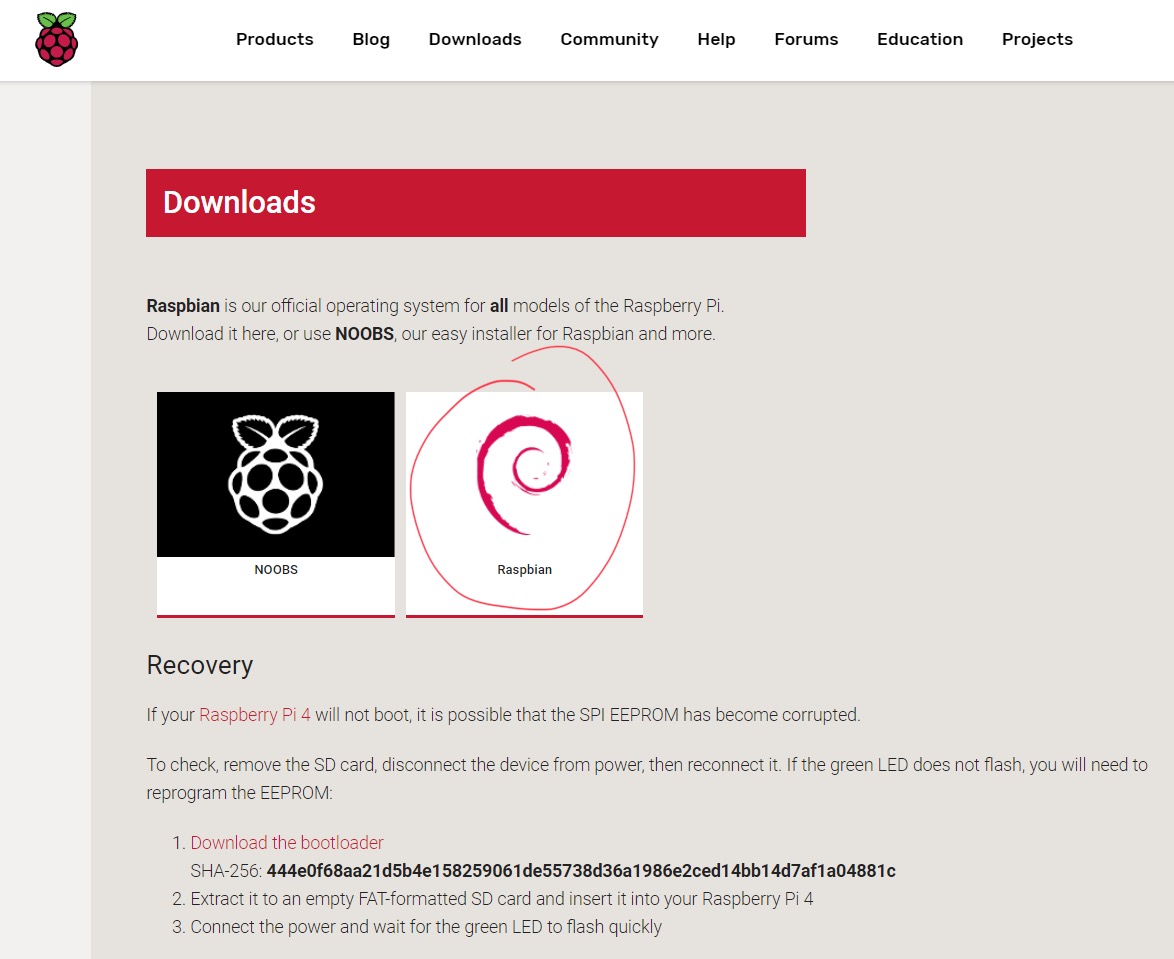 Products Blog Downloads Community Help Forums Education Projects
Downloads
Raspbian is our official operating system for all models of the Raspberry Pi.
Download it here, or use NOOBS, our easy installer for Raspbian and more.
NOOBS
Raspbian
Recovery
If your Raspberry Pi 4 will not boot, it is possible that the SPI EEPROM has become corrupted.
To check, remove the SD card, disconnect the device from power, then reconnect it. If the green LED does not flash, you will need to
reprogram the EEPROM:
1. Download the bootloader
SHA-256: 444e0f68aa21d5b4e158259061de55738d36a1986e2ced14bb14d7af1a04881c
2. Extract it to an empty FAT-formatted SD card and insert it into your Raspberry Pi 4
3. Connect the power and wait for the green LED to flash quickly